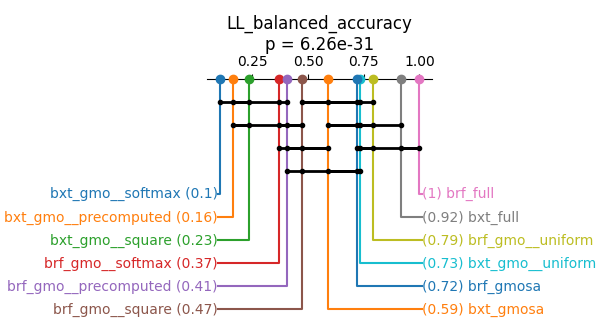 LL_balanced_accuracy
p = 6.26e-31
0.25 0.50 0.75 1.00
bxt_gmo__softmax (0.1) (1) brf_full
bxt_gmo__precomputed (0.16) (0.92) bxt_full
bxt_gmo__square (0.23) (0.79) brf_gmo__uniform
brf_gmo__softmax (0.37) (0.73) bxt_gmo__uniform
brf_gmo__precomputed (0.41) (0.72) brf_gmosa
brf_gmo__square (0.47) (0.59) bxt_gmosa